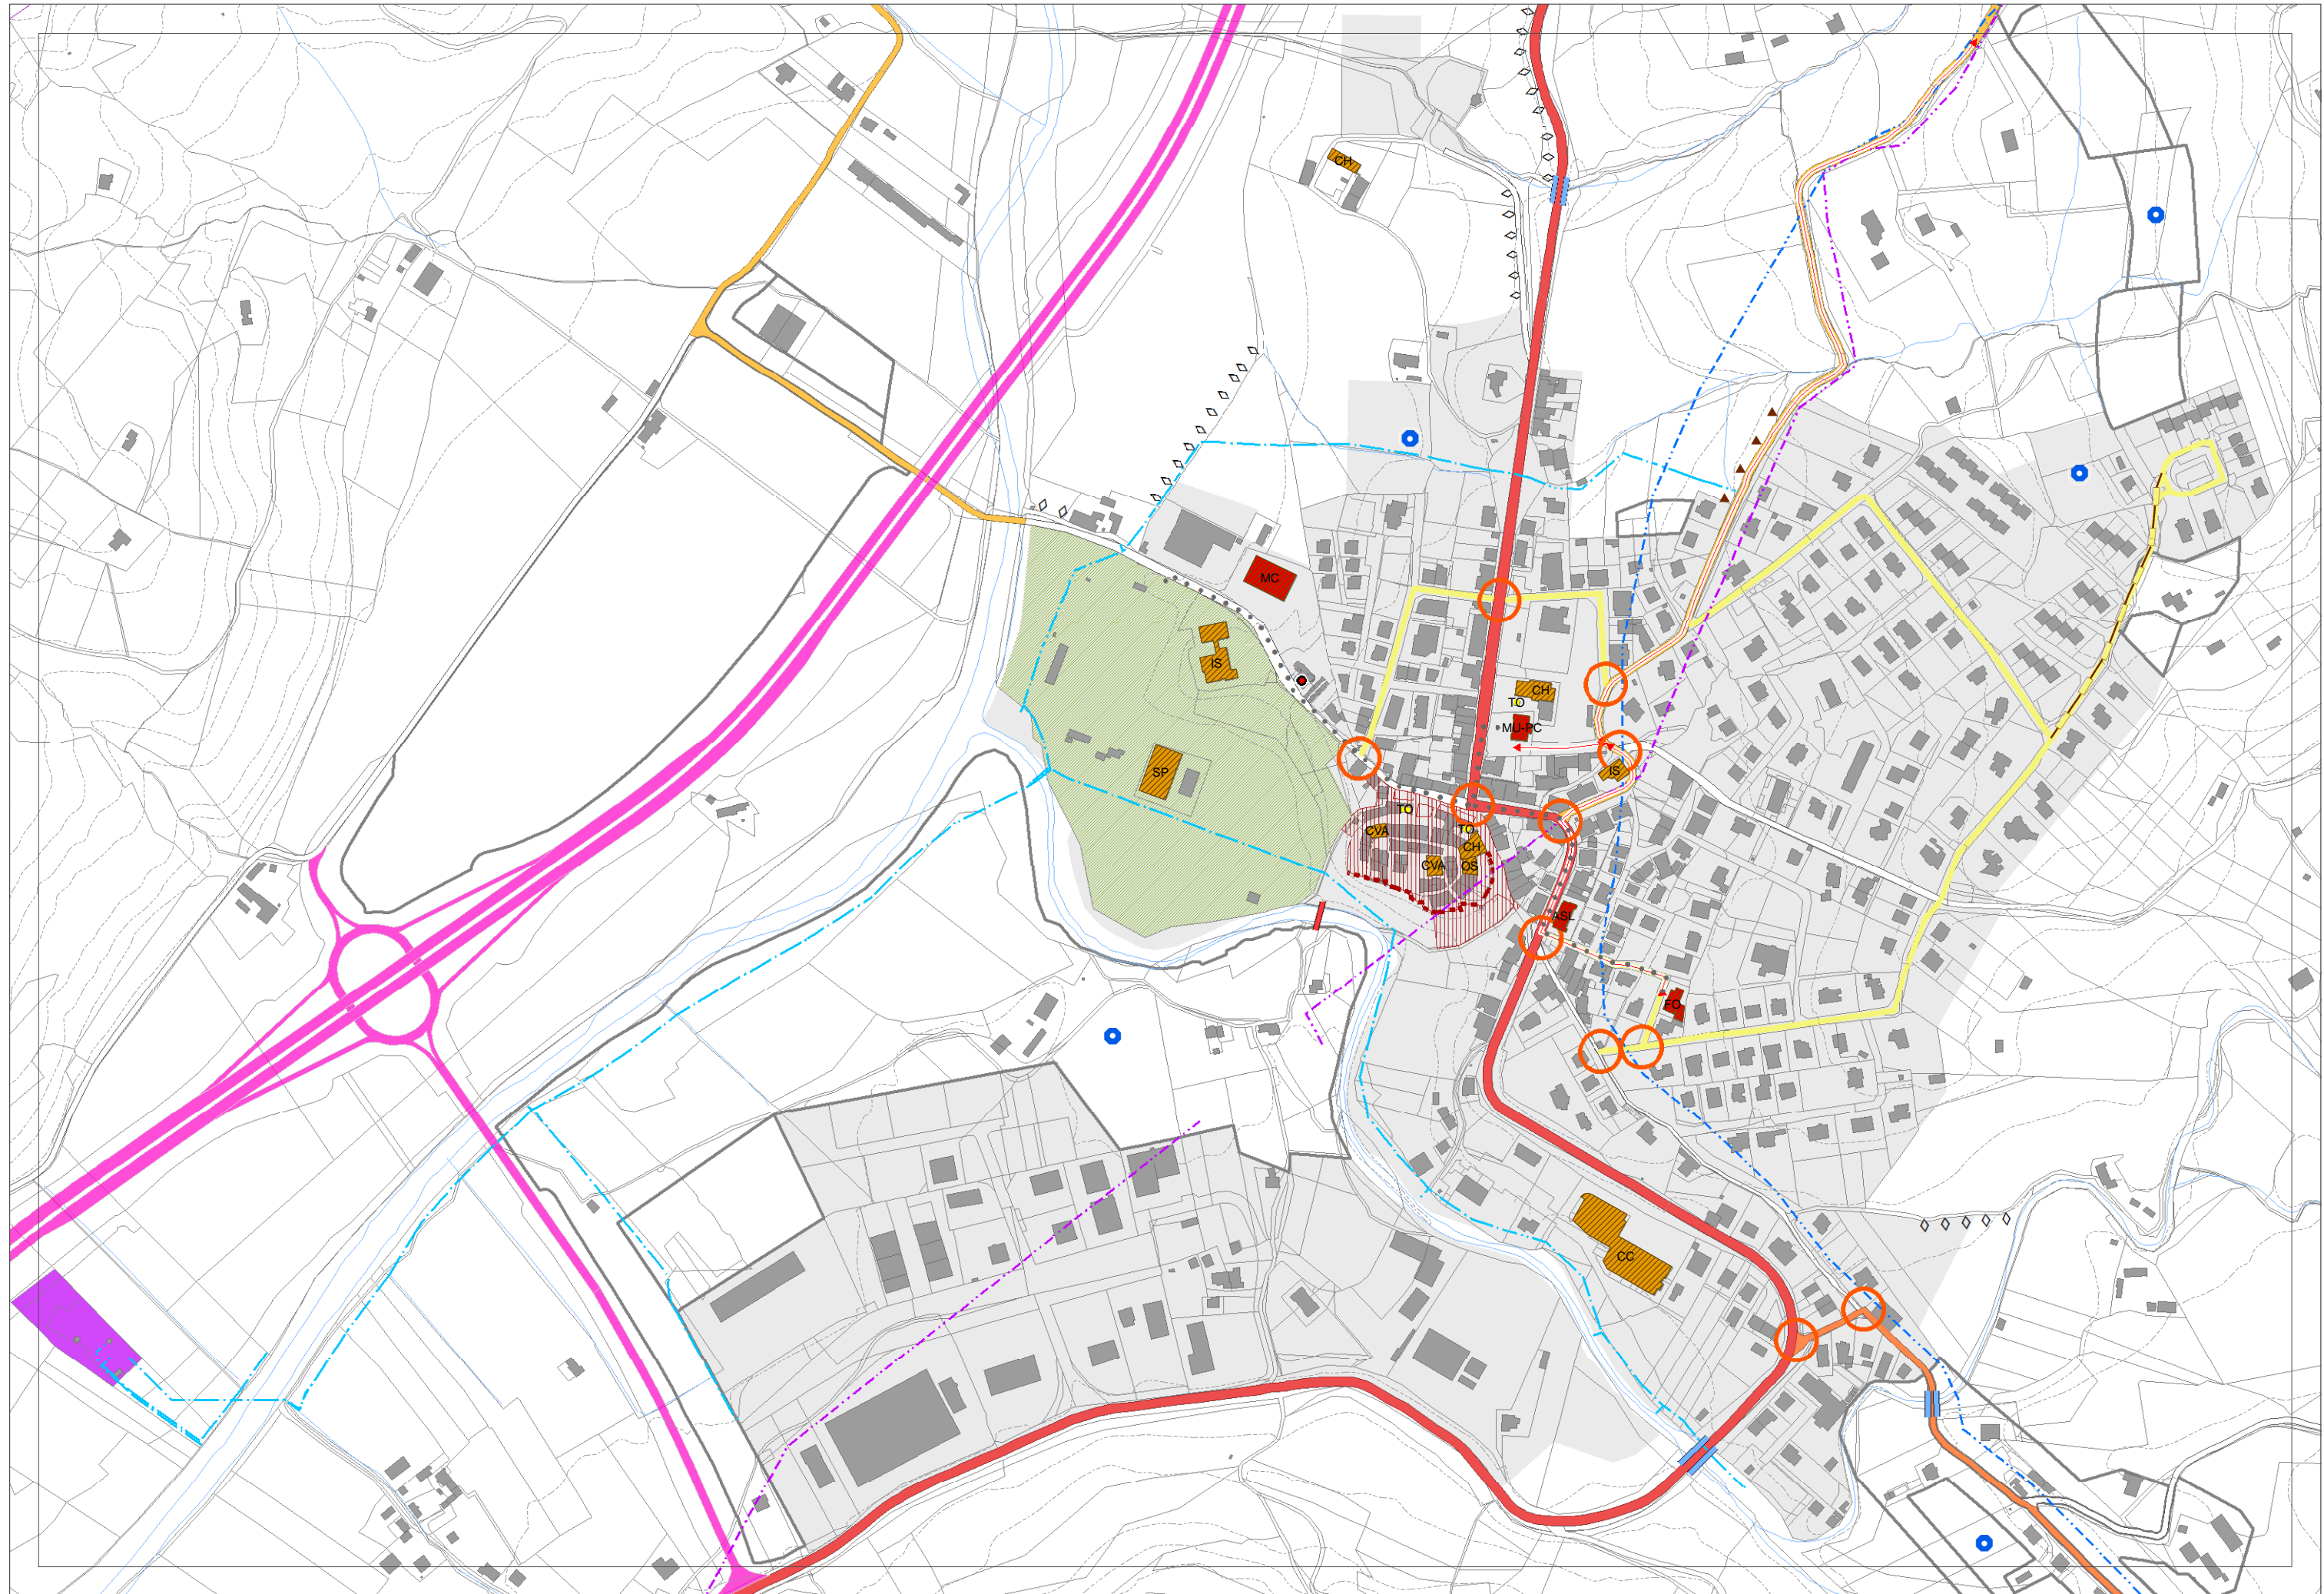 CH
MC
IS
CH
TO
MU-PC
IS
SP
TO
CVA
TO
CH
CVA
OS
ASL
FO
CC